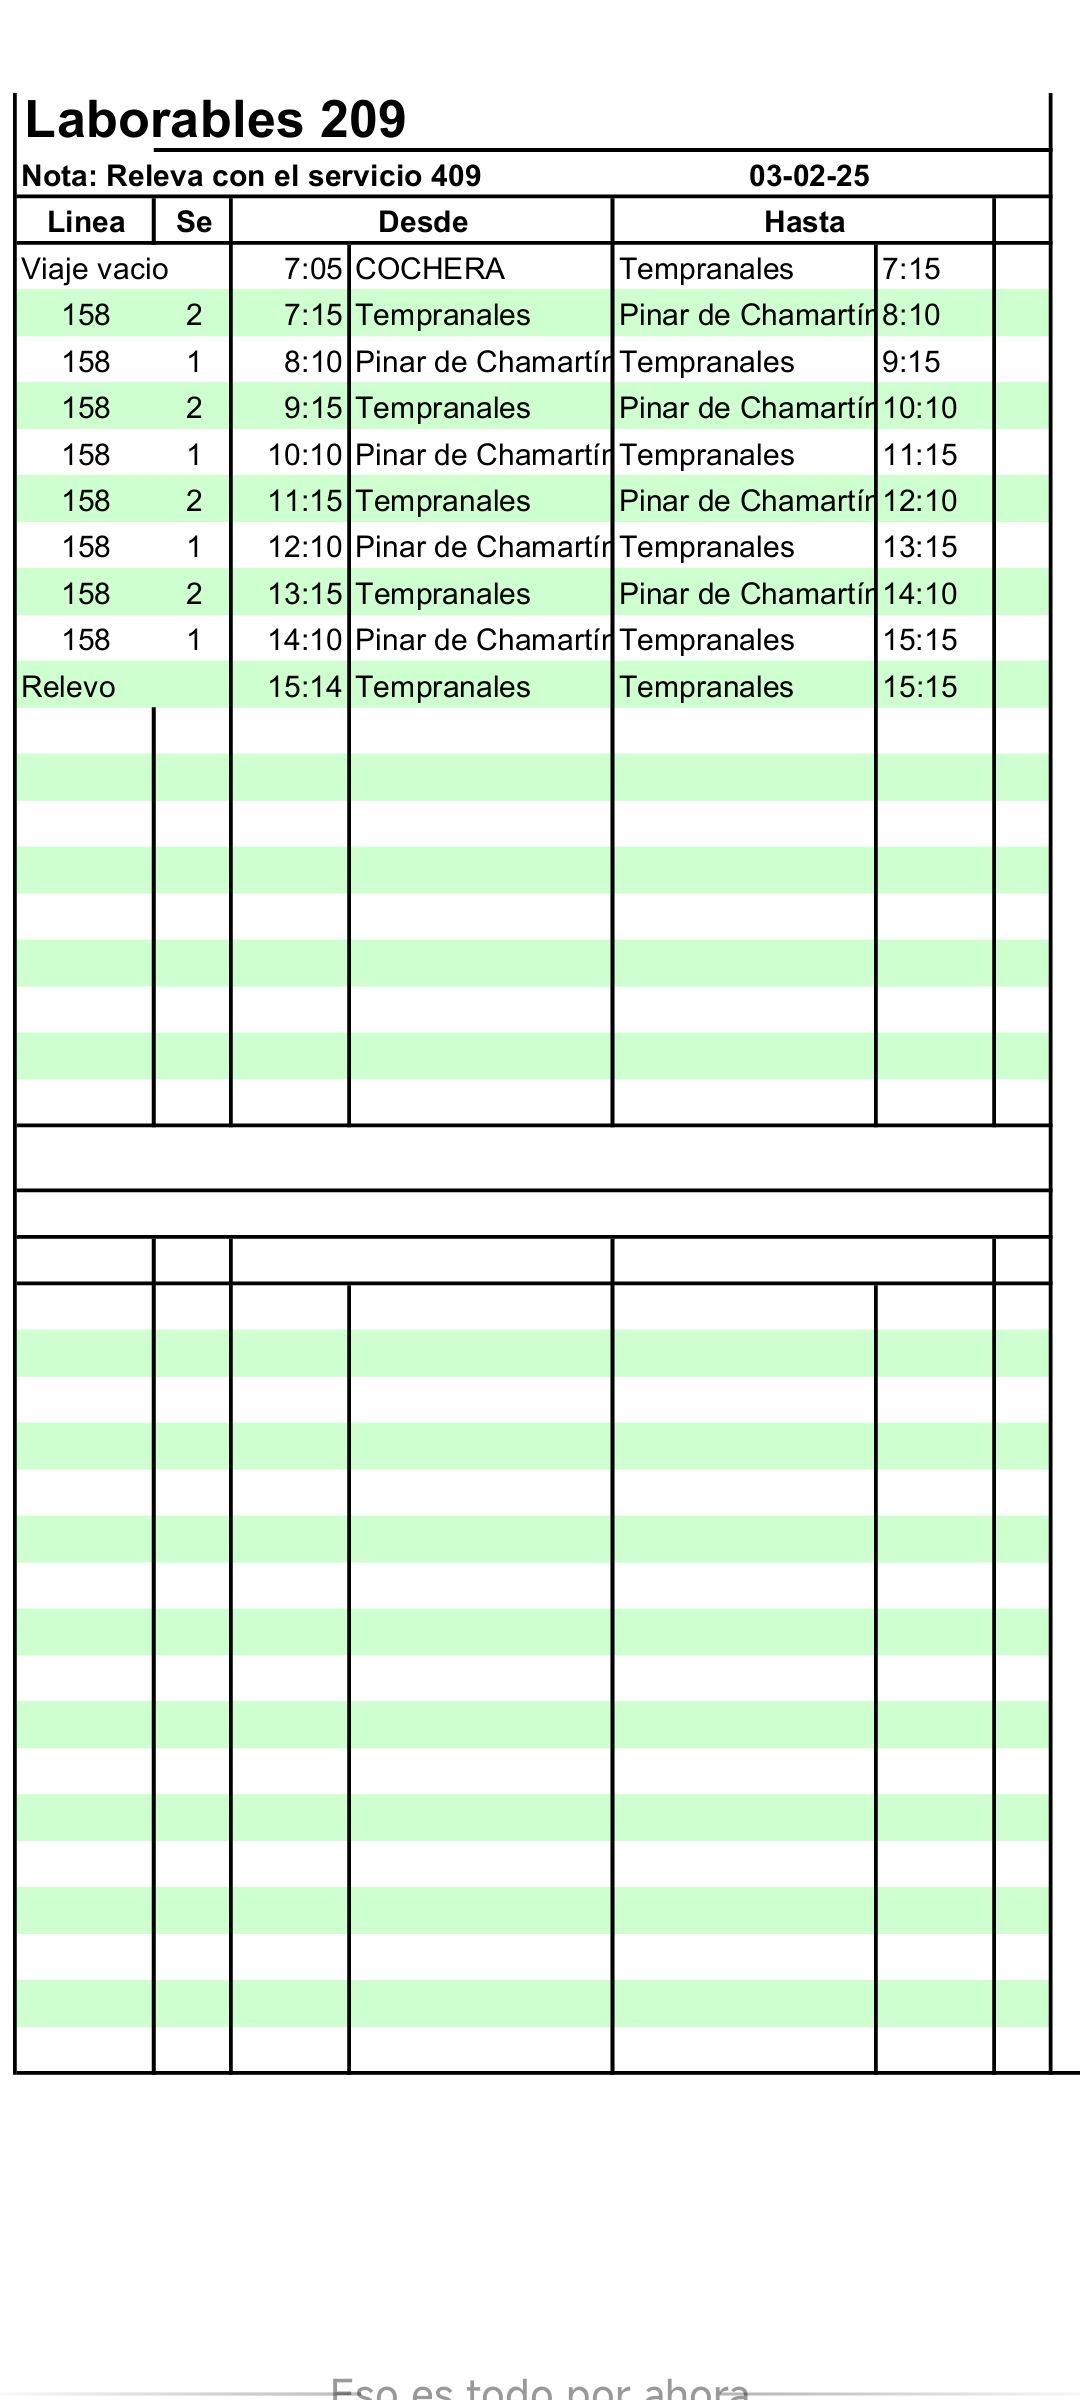 Laborables 209
Nota: Releva con el servicio 409 03-02-25
Linea Se Desde Hasta
Viaje vacio 7:05 COCHERA Tempranales 7:15
158 2 7:15 Tempranales Pinar de Chamartín 8:10
158 1 8:10 Pinar de Chamartín Tempranales 9:15
158 2 9:15 Tempranales Pinar de Chamartín 10:10
158 1 10:10 Pinar de Chamartín Tempranales 11:15
158 2 11:15 Tempranales Pinar de Chamartín 12:10
158 1 12:10 Pinar de Chamartín Tempranales 13:15
158 2 13:15 Tempranales Pinar de Chamartín 14:10
158 1 14:10 Pinar de Chamartín Tempranales 15:15
Relevo 15:14 Tempranales Tempranales 15:15
Eso es todo por ahora